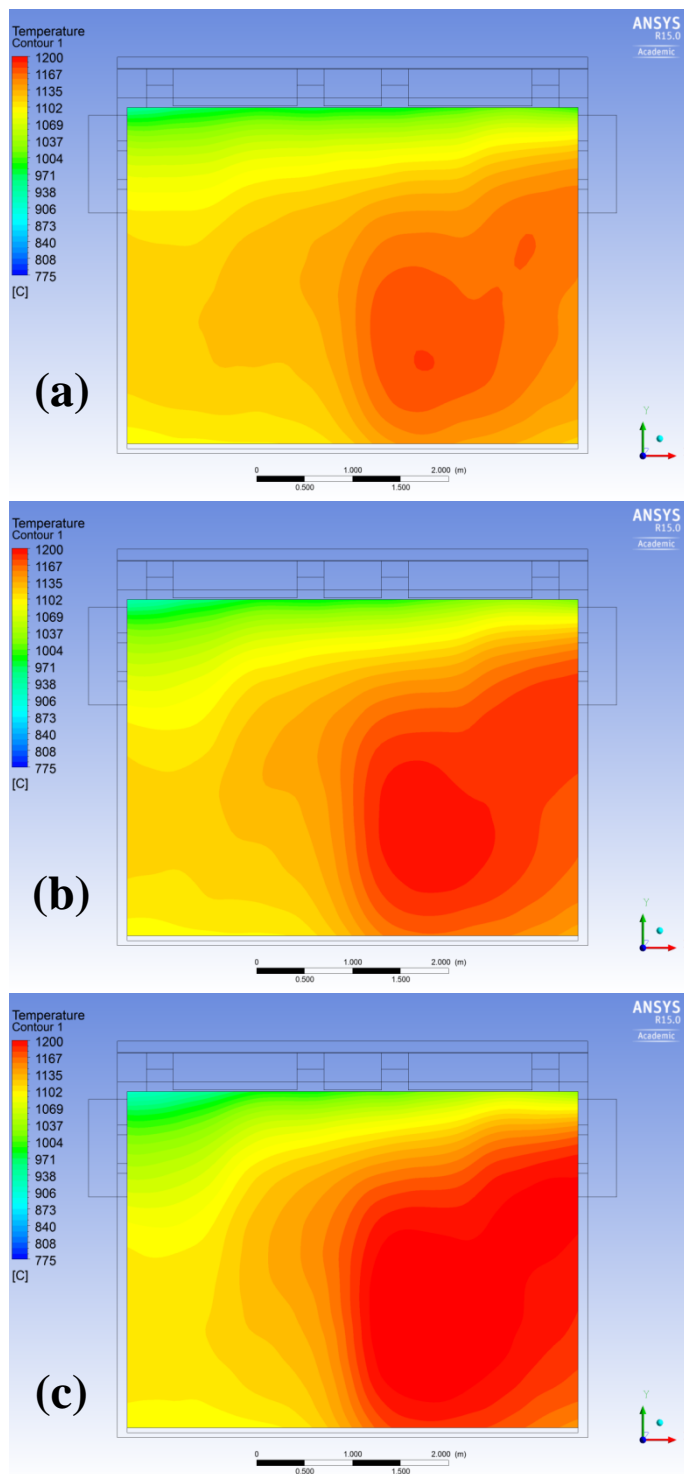 Temperature
Contour 1
1200
1167
1135
1102
1069
1037
1004
971
938
906
873
840
808
775
[C]
ANSYS
R15.0
Academic
(a)
Y
0 1.000 2.000 (m)
0.500 1.500
Temperature
Contour 1
1200
1167
1135
1102
1069
1037
1004
971
938
906
873
840
808
775
[C]
ANSYS
R15.0
Academic
(b)
Y
0 1.000 2.000 (m)
0.500 1.500
Temperature
Contour 1
1200
1167
1135
1102
1069
1037
1004
971
938
906
873
840
808
775
[C]
ANSYS
R15.0
Academic
(c)
Y
0 1.000 2.000 (m)
0.500 1.500